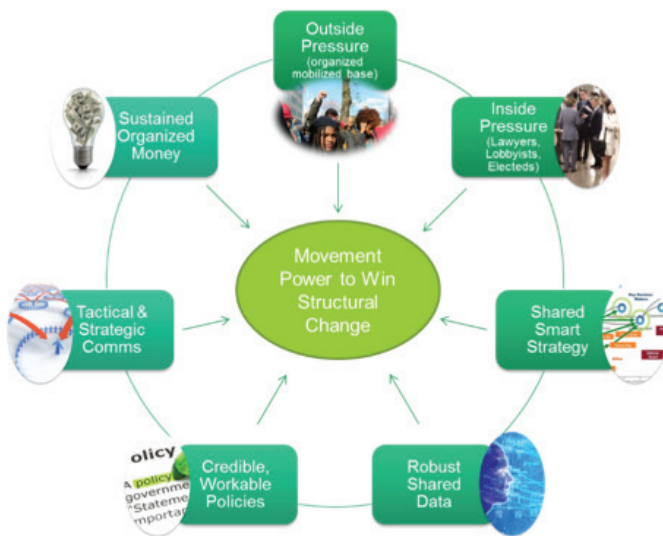 Outside
Pressure
(organized
mobilized base)
Sustained
Organized
Money
Inside
Pressure
(Lawyers,
Lobbyists,
Electeds)
Movement
Power to Win
Structural
Change
Tactical &
Strategic
Comms
Shared
Smart
Strategy
olicy
A policy
governme
"Stateme
mportar
Credible,
Workable
Policies
Robust
Shared
Data